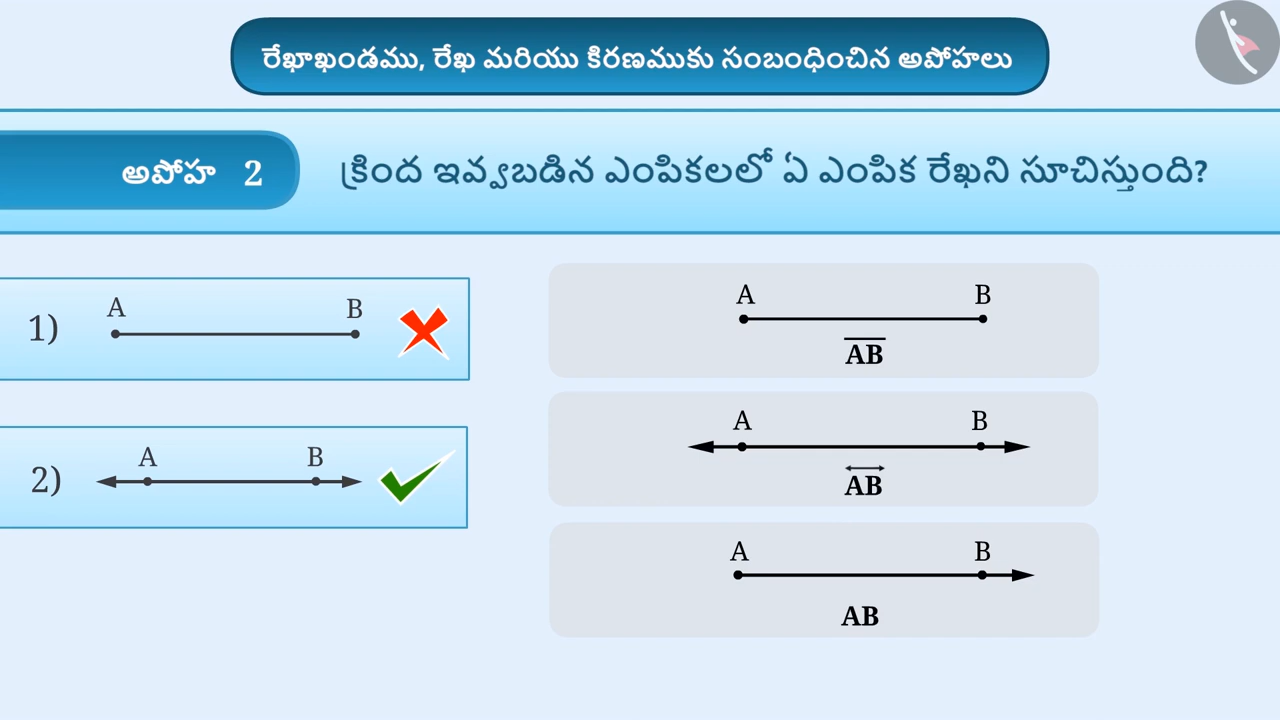 రేఖాఖండము, రేఖ మరియు కిరణముకు సంబంధించిన అపోహలు
అపోహ 2
క్రింద ఇవ్వబడిన ఎంపికలలో ఏ ఎంపిక రేఖని సూచిస్తుంది?
1) A B
2) A B
A B
AB
A B
AB
A B
AB